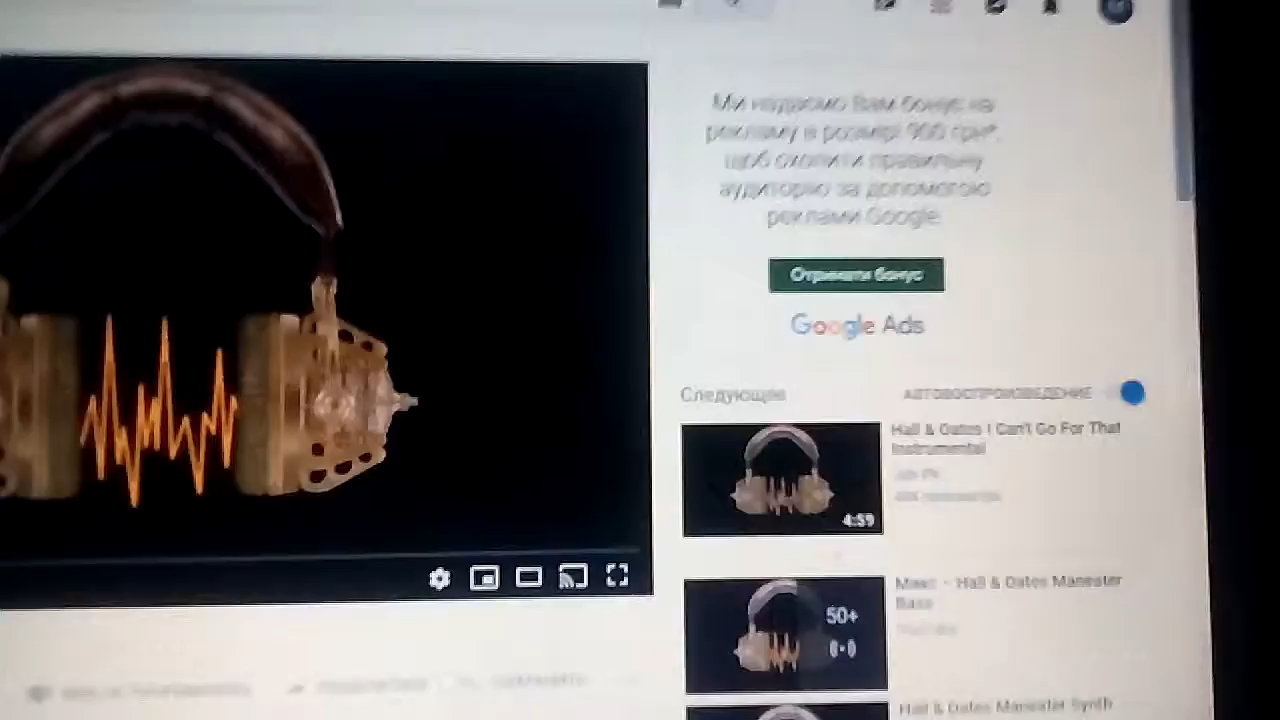 Ми надаємо Вам бонус на
рекламу в розмірі 900 грн*,
щоб охопити правильну
аудиторію за допомогою
реклами Google.
Отримати бонус
Google Ads
Следующее
АВТОВОСПРОИЗВЕДЕНИЕ
Hall & Oates I Can't Go For That
Instrumental
4:59
Микс – Hall & Oates Maneater
Bass
YouTube
50+
Hall & Oates Maneater Synth